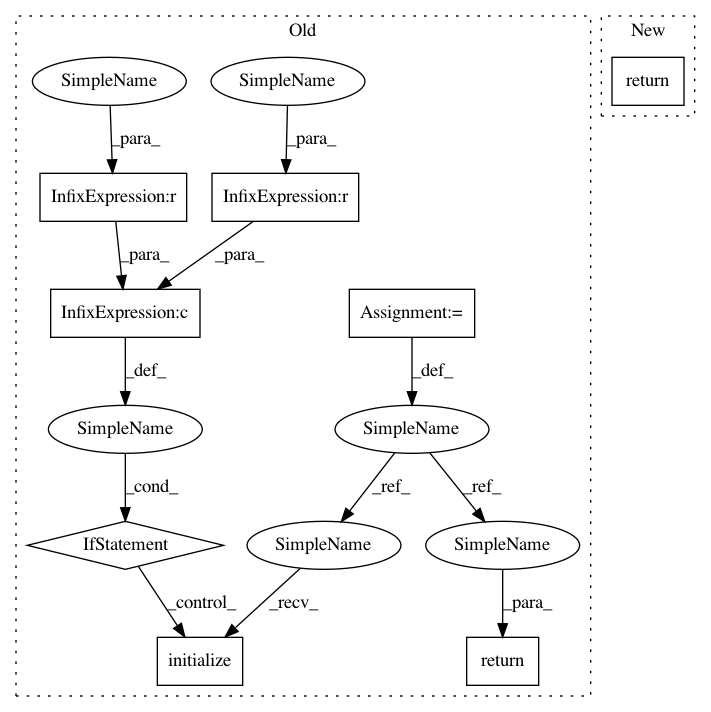 Old
New
SimpleName
SimpleName
return
_para_
_para_
InfixExpression:r
InfixExpression:r
_para_
_para_
InfixExpression:c
Assignment:=
_def_
_def_
SimpleName
SimpleName
_cond_
_ref_
_ref_
IfStatement
SimpleName
SimpleName
_control_
_recv_
_para_
initialize
return